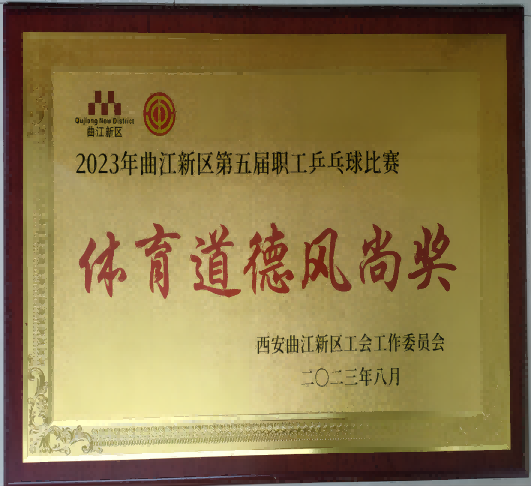 Qujiang New District
曲江新区
2023年曲江新区第五届职工乒乓球比赛
体育道德风尚奖
西安曲江新区工会工作委员会
二〇二三年八月